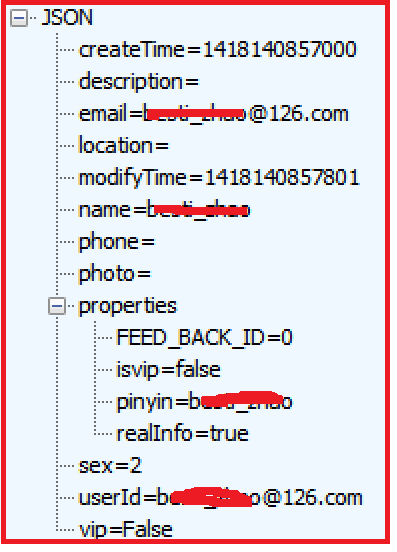 JSON
createTime=1418140857000
description=
email=@126.com
location=
modifyTime=1418140857801
name=
phone=
photo=
properties
FEED_BACK_ID=0
isvip=false
pinyin=
realInfo=true
sex=2
userId=@126.com
vip=False